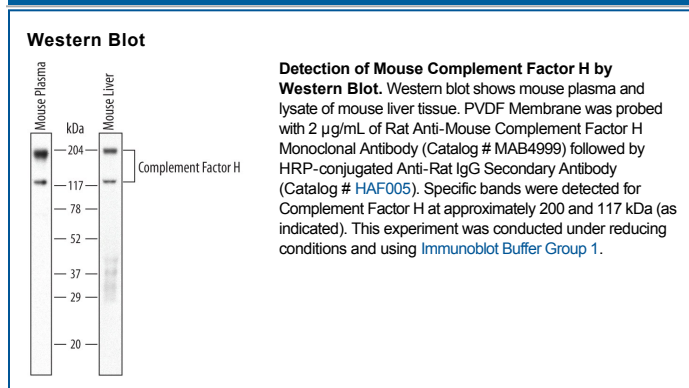 Western Blot
Mouse Plasma
Mouse Liver
kDa
204
Complement Factor H
117
78
52
37
29
20
Detection of Mouse Complement Factor H by
Western Blot. Western blot shows mouse plasma and
lysate of mouse liver tissue. PVDF Membrane was probed
with 2 µg/mL of Rat Anti-Mouse Complement Factor H
Monoclonal Antibody (Catalog # MAB4999) followed by
HRP-conjugated Anti-Rat IgG Secondary Antibody
(Catalog # HAF005). Specific bands were detected for
Complement Factor H at approximately 200 and 117 kDa (as
indicated). This experiment was conducted under reducing
conditions and using Immunoblot Buffer Group 1.